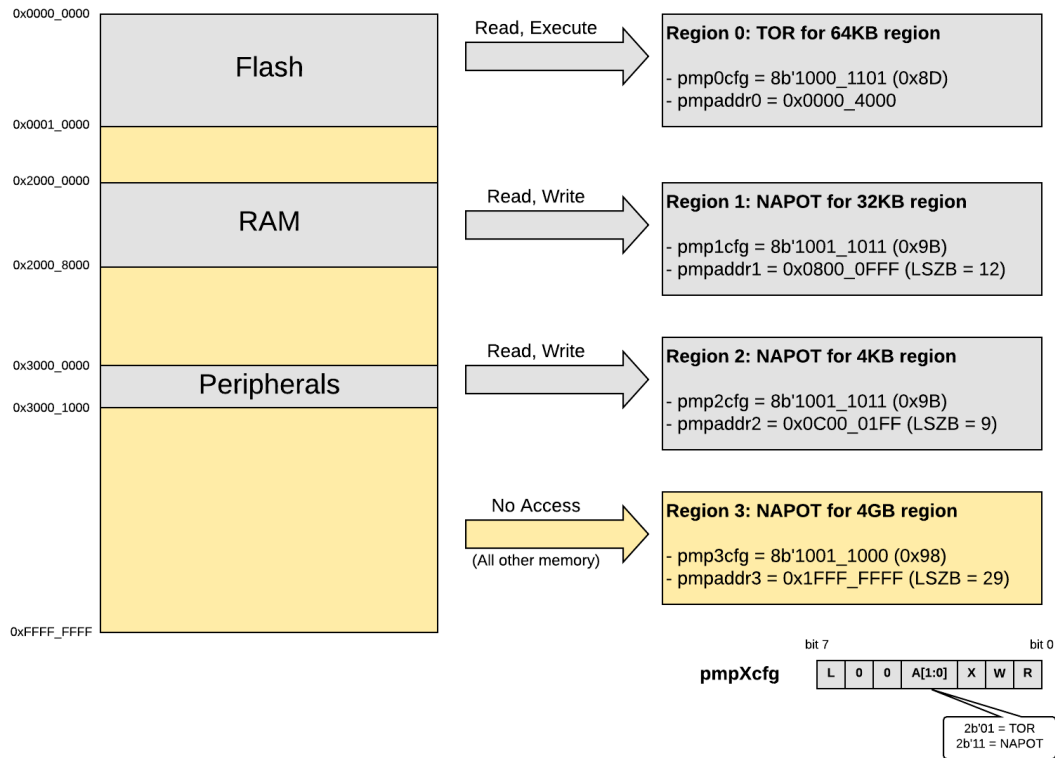 0x0000_0000
Flash
0x0001_0000
0x2000_0000
RAM
0x2000_8000
0x3000_0000
Peripherals
0x3000_1000
0xFFFF_FFFF
Read, Execute
Region 0: TOR for 64KB region
- pmp0cfg = 8b'1000_1101 (0x8D)
- pmpaddr0 = 0x0000_4000
Read, Write
Region 1: NAPOT for 32KB region
- pmp1cfg = 8b'1001_1011 (0x9B)
- pmpaddr1 = 0x0800_0FFF (LSZB = 12)
Read, Write
Region 2: NAPOT for 4KB region
- pmp2cfg = 8b'1001_1011 (0x9B)
- pmpaddr2 = 0x0C00_01FF (LSZB = 9)
No Access
(All other memory)
Region 3: NAPOT for 4GB region
- pmp3cfg = 8b'1001_1000 (0x98)
- pmpaddr3 = 0x1FFF_FFFF (LSZB = 29)
bit 7 bit 0
pmpXcfg L 0 0 A[1:0] X W R
2b'01 = TOR
2b'11 = NAPOT